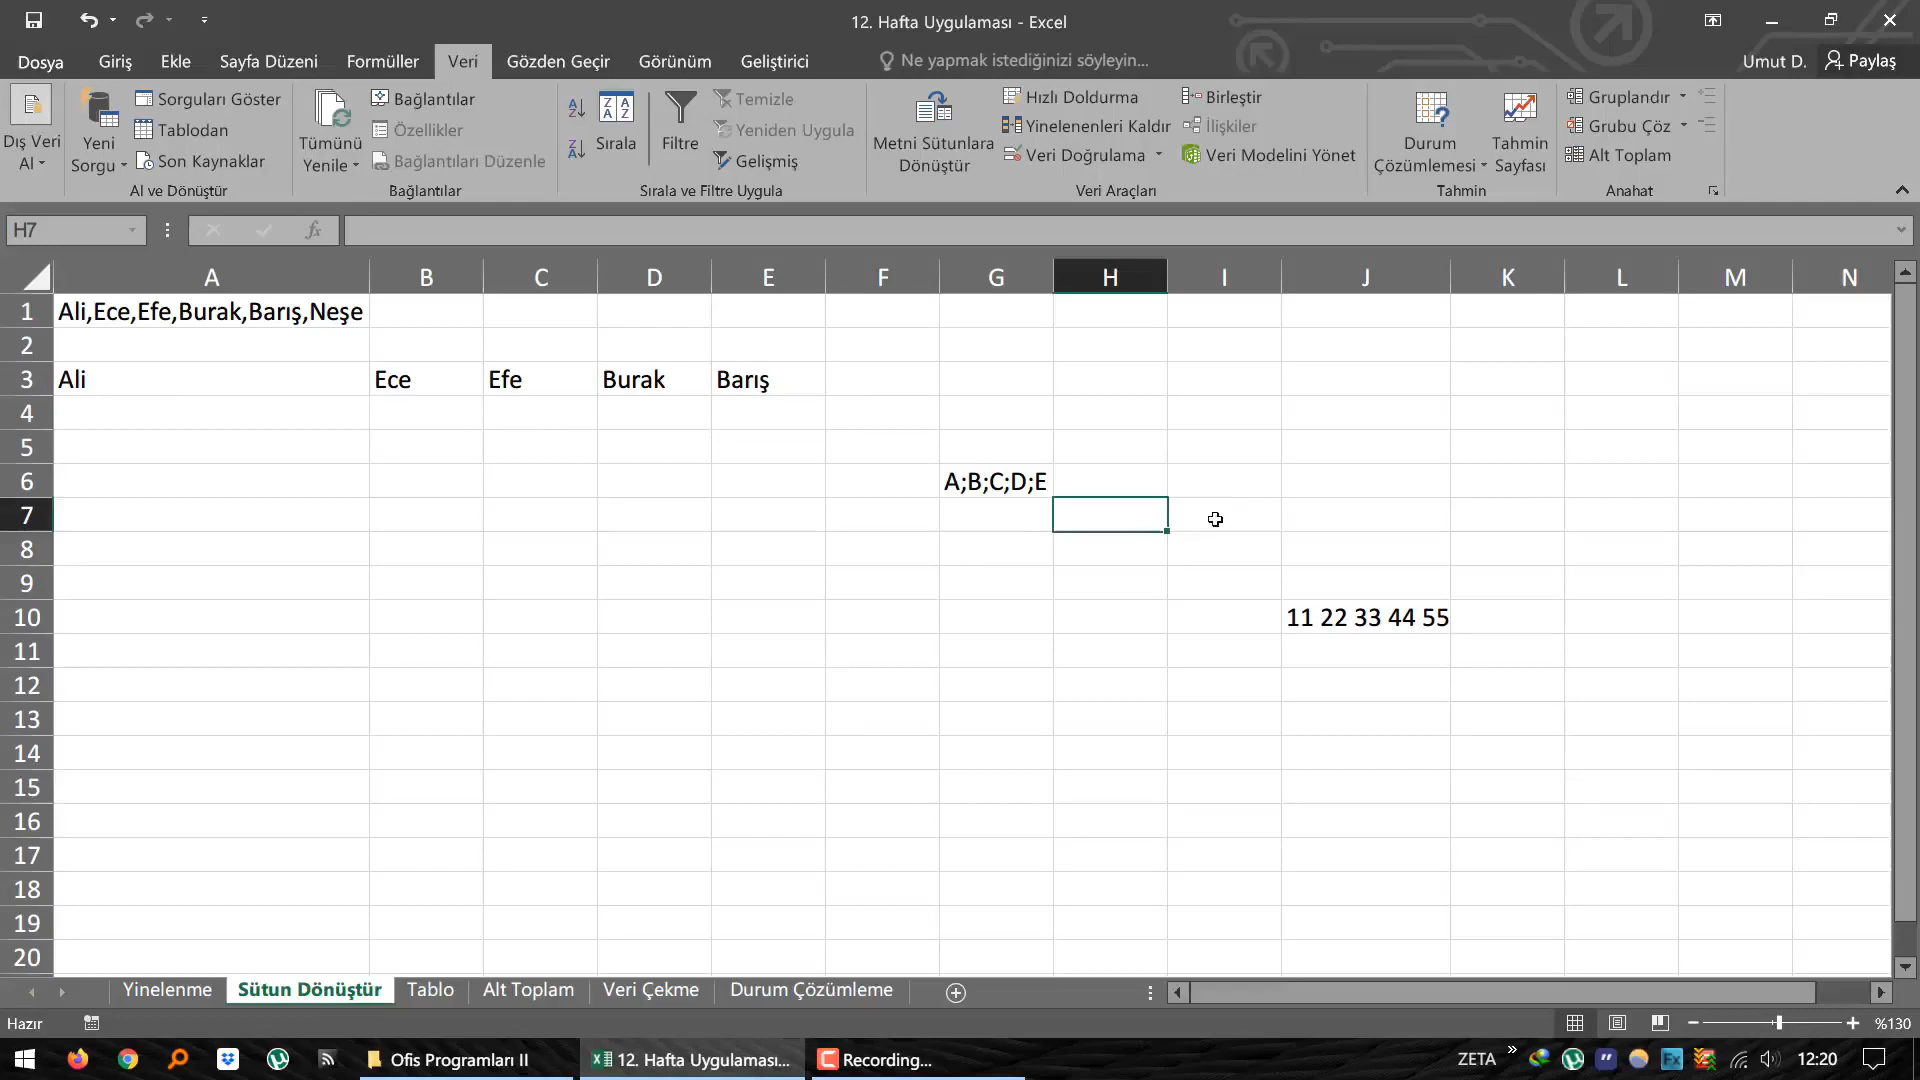 12. Hafta Uygulaması - Excel
Dosya Giriş Ekle Sayfa Düzeni Formüller Veri Gözden Geçir Görünüm Geliştirici Ne yapmak istediğinizi söyleyin... Umut D. Paylaş
Dış Veri Al
Yeni Sorgu
Sorguları Göster
Tablodan
Son Kaynaklar
Al ve Dönüştür
Tümünü Yenile
Bağlantılar
Özellikler
Bağlantıları Düzenle
Bağlantılar
Sırala
Filtre
Temizle
Yeniden Uygula
Gelişmiş
Sırala ve Filtre Uygula
Metni Sütunlara Dönüştür
Hızlı Doldurma
Yinelenenleri Kaldır
Veri Doğrulama
Birleştir
İlişkiler
Veri Modelini Yönet
Veri Araçları
Durum Çözümlemesi
Tahmin Sayfası
Tahmin
Gruplandır
Grubu Çöz
Alt Toplam
Anahat
H7 fx
A B C D E F G H I J K L M N
1 Ali,Ece,Efe,Burak,Barış,Neşe
2
3 Ali Ece Efe Burak Barış
4
5
6 A;B;C;D;E
7
8
9
10 11 22 33 44 55
11
12
13
14
15
16
17
18
19
20
Yinelenme Sütun Dönüştür Tablo Alt Toplam Veri Çekme Durum Çözümleme
Hazır %130
Ofis Programları II 12. Hafta Uygulaması... Recording... ZETA 12:20